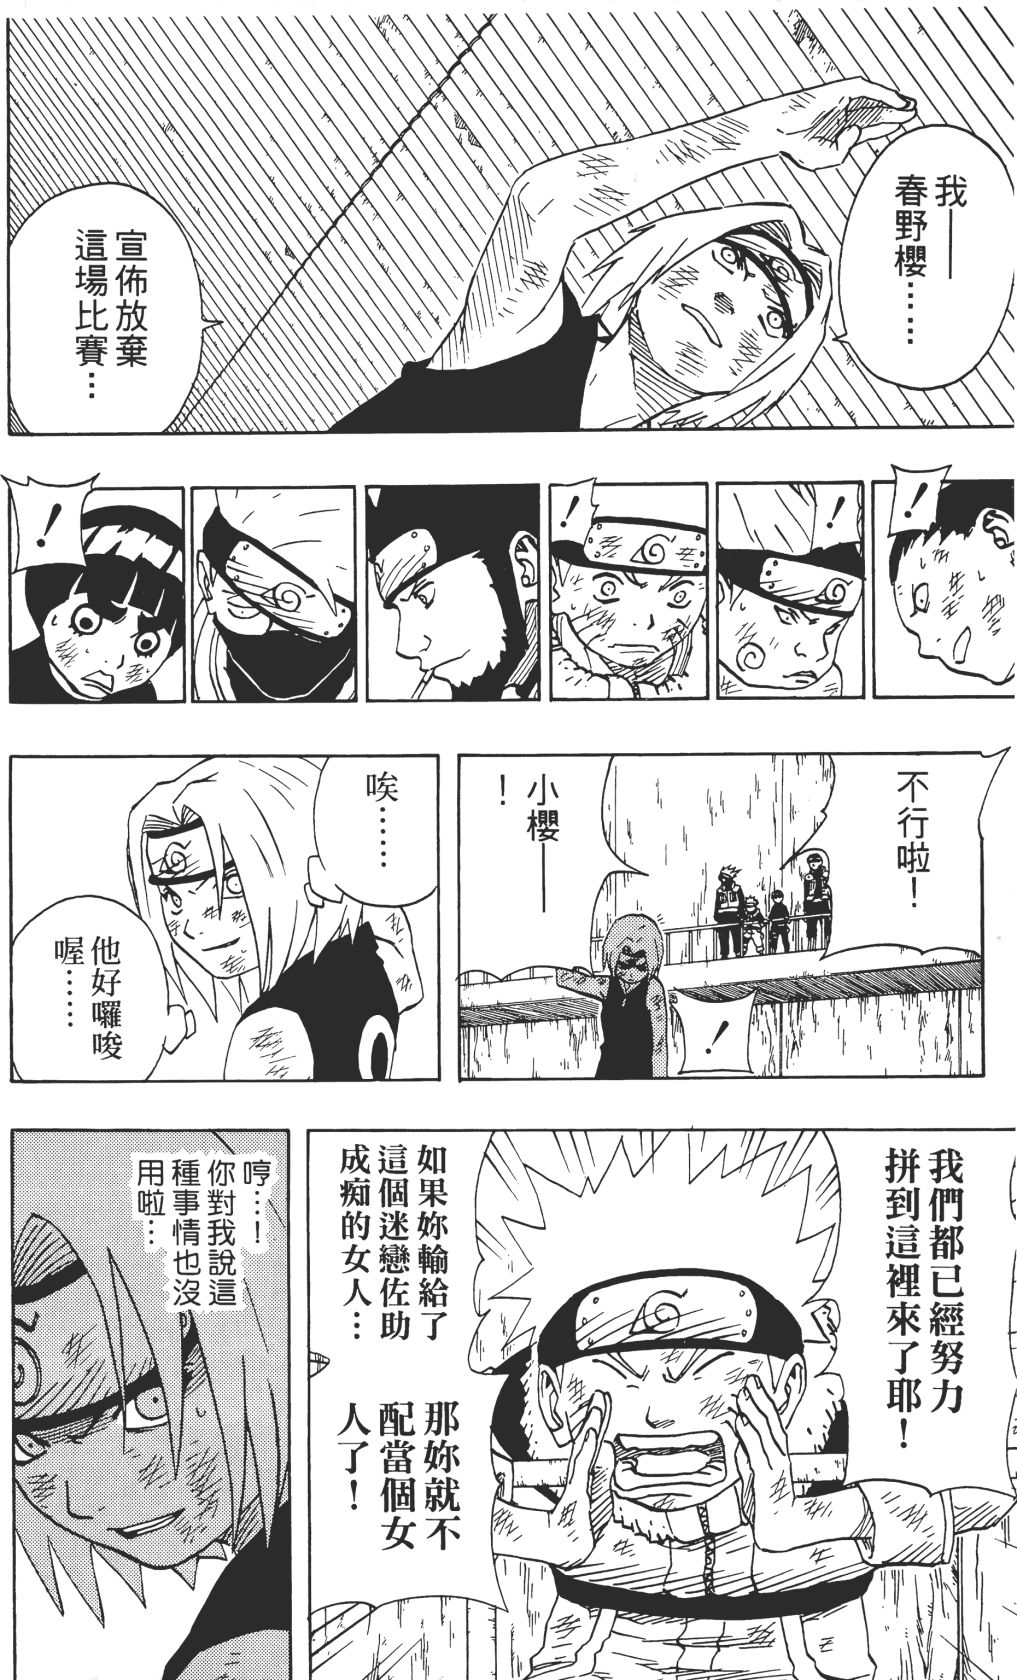 我——
春野櫻……
宣佈放棄
這場比賽…
！
！
！
！
不行啦！
小櫻——
！
！
唉……
他好囉唆
喔……
我們都已經努力
拼到這裡來了耶！
如果妳輸給了
這個迷戀佐助
成痴的女人…
那妳就不
配當個女
人了！
哼…！
你對我說這
種事情也沒
用啦…